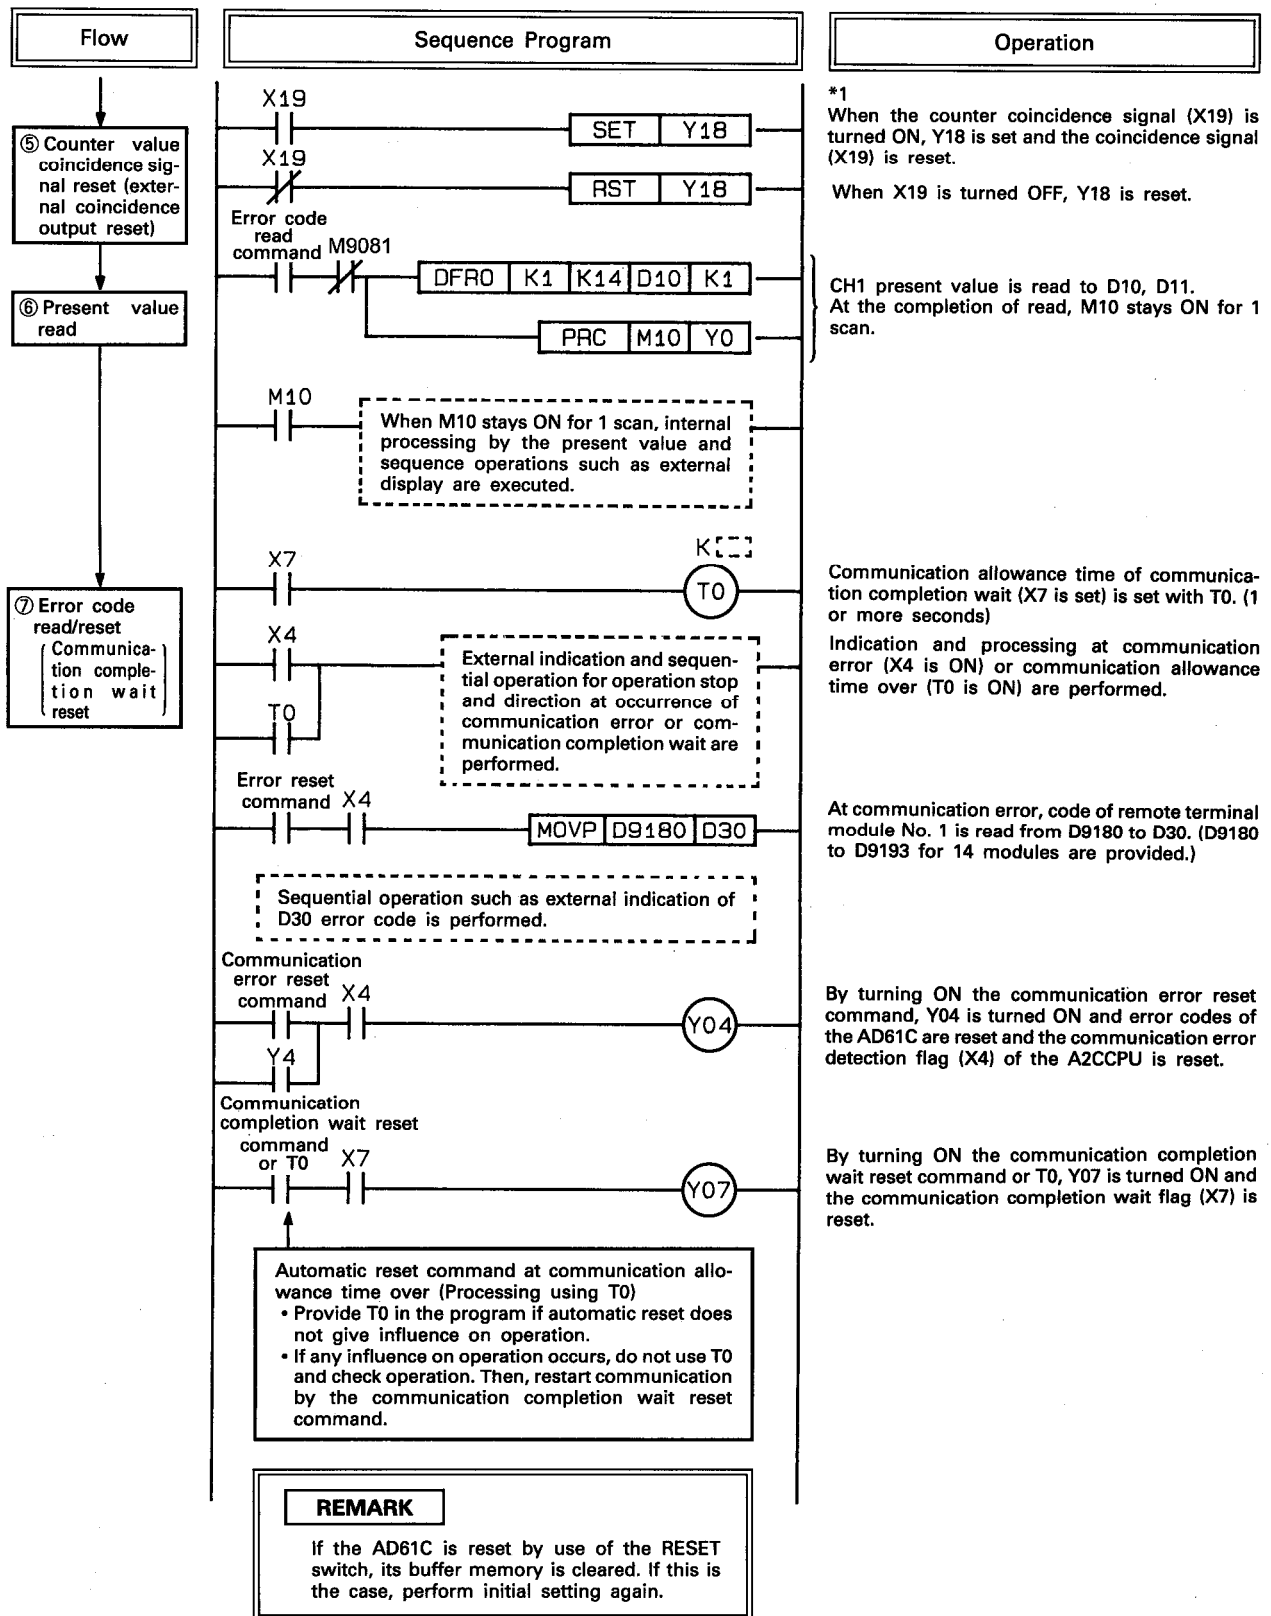 Flow
Sequence Program
Operation
⑤ Counter value
coincidence sig-
nal reset (exter-
nal coincidence
output reset)
⑥ Present value
read
⑦ Error code
read/reset
Communica-
tion comple-
tion wait
reset
X19
SET Y18
X19
RST Y18
Error code
read
command M9081
DFRO K1 K14 D10 K1
PRC M10 Y0
M10
When M10 stays ON for 1 scan, internal
processing by the present value and
sequence operations such as external
display are executed.
X7
K
T0
X4
T0
External indication and sequen-
tial operation for operation stop
and direction at occurrence of
communication error or com-
munication completion wait are
performed.
Error reset
command X4
MOVP D9180 D30
Sequential operation such as external indication of
D30 error code is performed.
Communication
error reset
command X4
Y04
Y4
Communication
completion wait reset
command
or T0 X7
Y07
Automatic reset command at communication allo-
wance time over (Processing using T0)
• Provide T0 in the program if automatic reset does
not give influence on operation.
• If any influence on operation occurs, do not use T0
and check operation. Then, restart communication
by the communication completion wait reset
command.
REMARK
If the AD61C is reset by use of the RESET
switch, its buffer memory is cleared. If this is
the case, perform initial setting again.
*1
When the counter coincidence signal (X19) is
turned ON, Y18 is set and the coincidence signal
(X19) is reset.
When X19 is turned OFF, Y18 is reset.
CH1 present value is read to D10, D11.
At the completion of read, M10 stays ON for 1
scan.
Communication allowance time of communica-
tion completion wait (X7 is set) is set with T0. (1
or more seconds)
Indication and processing at communication
error (X4 is ON) or communication allowance
time over (T0 is ON) are performed.
At communication error, code of remote terminal
module No. 1 is read from D9180 to D30. (D9180
to D9193 for 14 modules are provided.)
By turning ON the communication error reset
command, Y04 is turned ON and error codes of
the AD61C are reset and the communication error
detection flag (X4) of the A2CCPU is reset.
By turning ON the communication completion
wait reset command or T0, Y07 is turned ON and
the communication completion wait flag (X7) is
reset.